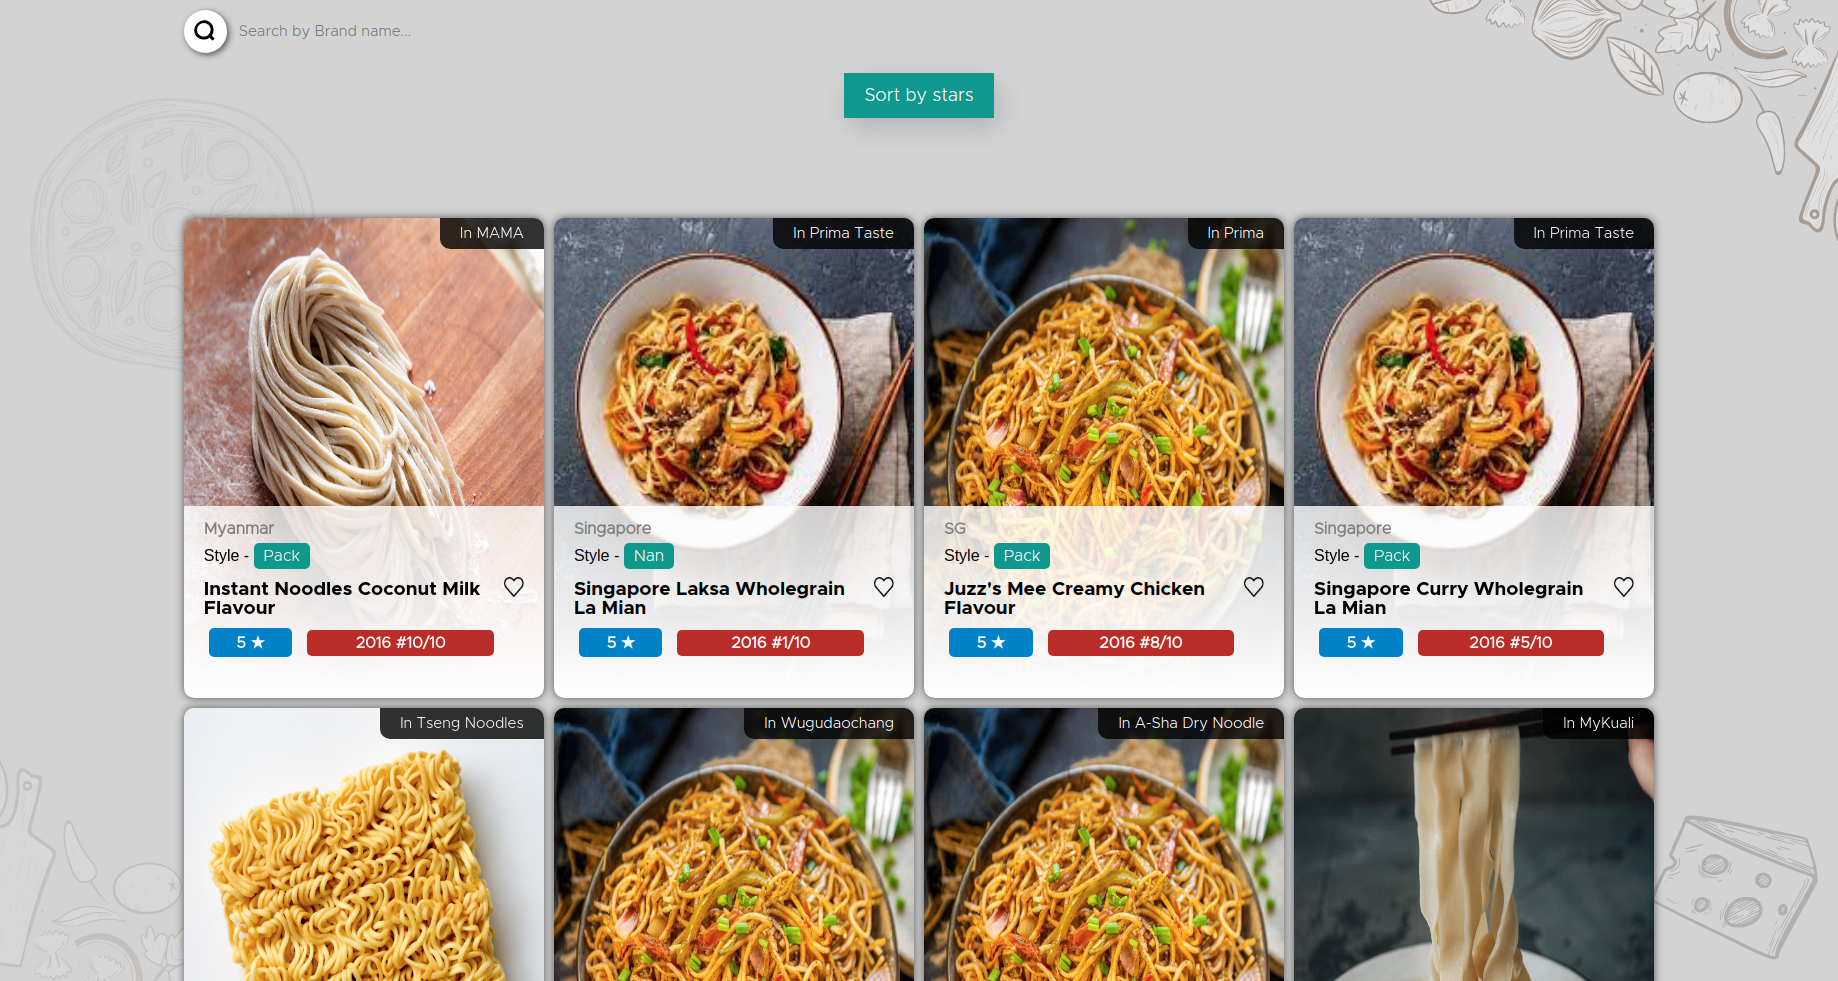 Search by Brand name...
Sort by stars
In MAMA
Myanmar
Style - Pack
Instant Noodles Coconut Milk
Flavour
5 ★
2016 #10/10
In Prima Taste
Singapore
Style - Nan
Singapore Laksa Wholegrain
La Mian
5 ★
2016 #1/10
In Prima
SG
Style - Pack
Juzz's Mee Creamy Chicken
Flavour
5 ★
2016 #8/10
In Prima Taste
Singapore
Style - Pack
Singapore Curry Wholegrain
La Mian
5 ★
2016 #5/10
In Tseng Noodles
In Wugudaochang
In A-Sha Dry Noodle
In MyKuali